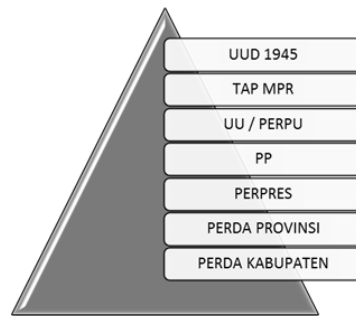 UUD 1945
TAP MPR
UU / PERPU
PP
PERPRES
PERDA PROVINSI
PERDA KABUPATEN